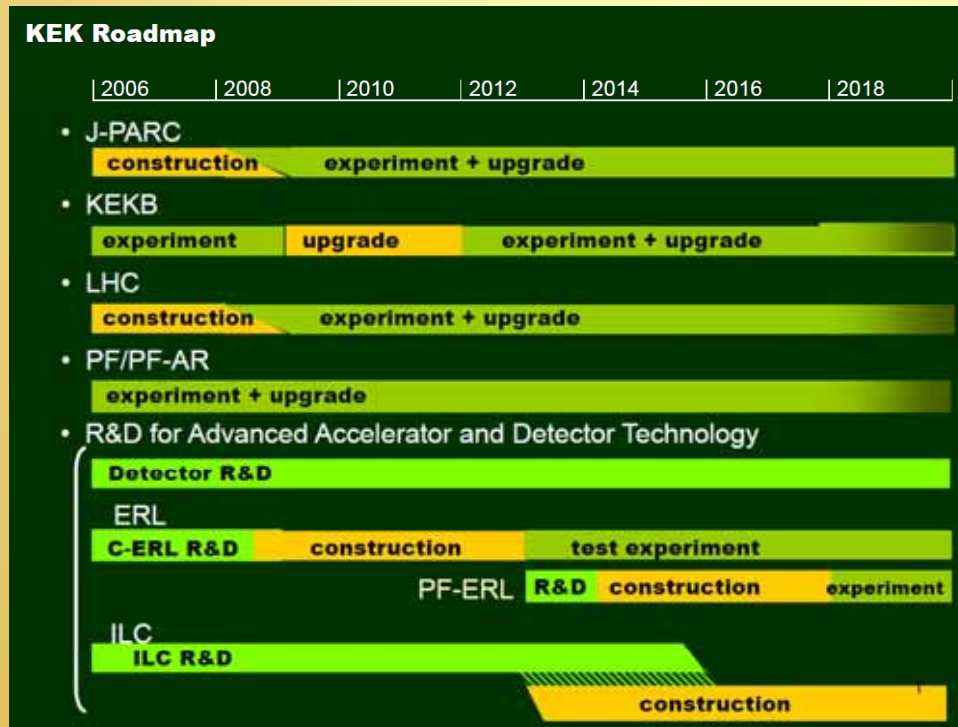 KEK Roadmap
| 2006 | 2008 | 2010 | 2012 | 2014 | 2016 | 2018
• J-PARC
construction experiment + upgrade
• KEKB
experiment upgrade experiment + upgrade
• LHC
construction experiment + upgrade
• PF/PF-AR
experiment + upgrade
• R&D for Advanced Accelerator and Detector Technology
Detector R&D
ERL
C-ERL R&D construction test experiment
PF-ERL R&D construction experiment
ILC
ILC R&D
construction